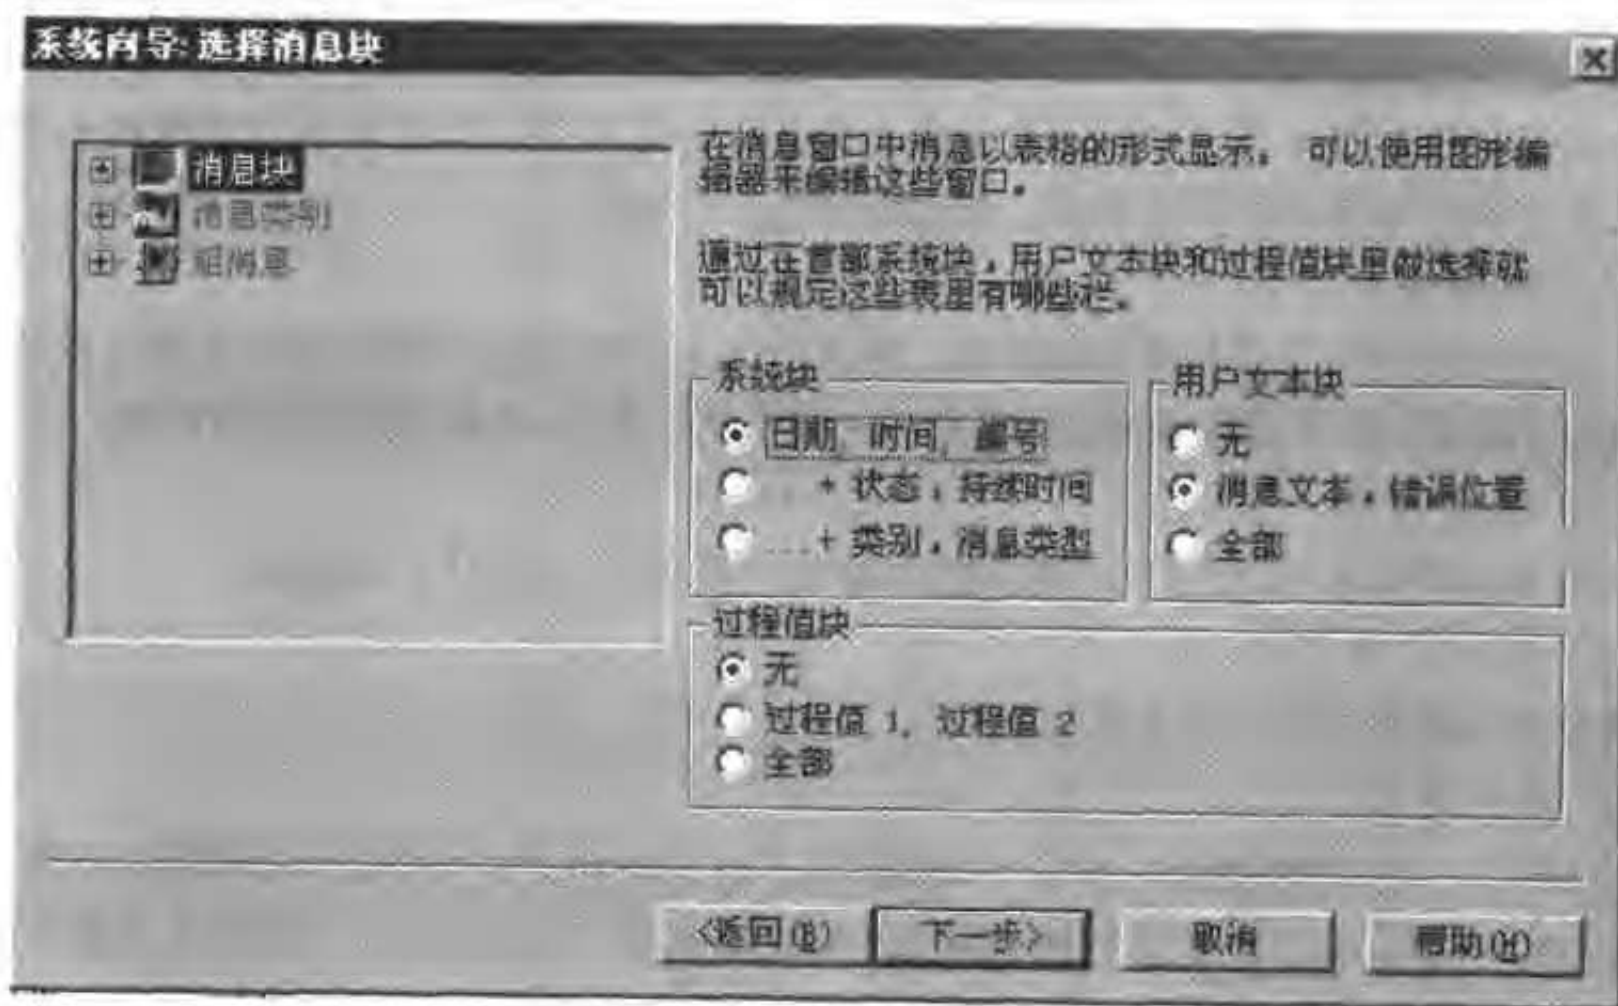 系统向导:选择消息块
消息块
消息类别
组消息
在消息窗口中消息以表格的形式显示。 可以使用图形编
辑器来编辑这些窗口。
通过在首部系统块，用户文本块和过程值块里做选择就
可以规定这些表里有哪些栏。
系统块
日期, 时间, 编号
...+ 状态，持续时间
...+ 类别，消息类型
用户文本块
无
消息文本，错误位置
全部
过程值块
无
过程值 1, 过程值 2
全部
<返回(B)
下一步>
取消
帮助(H)